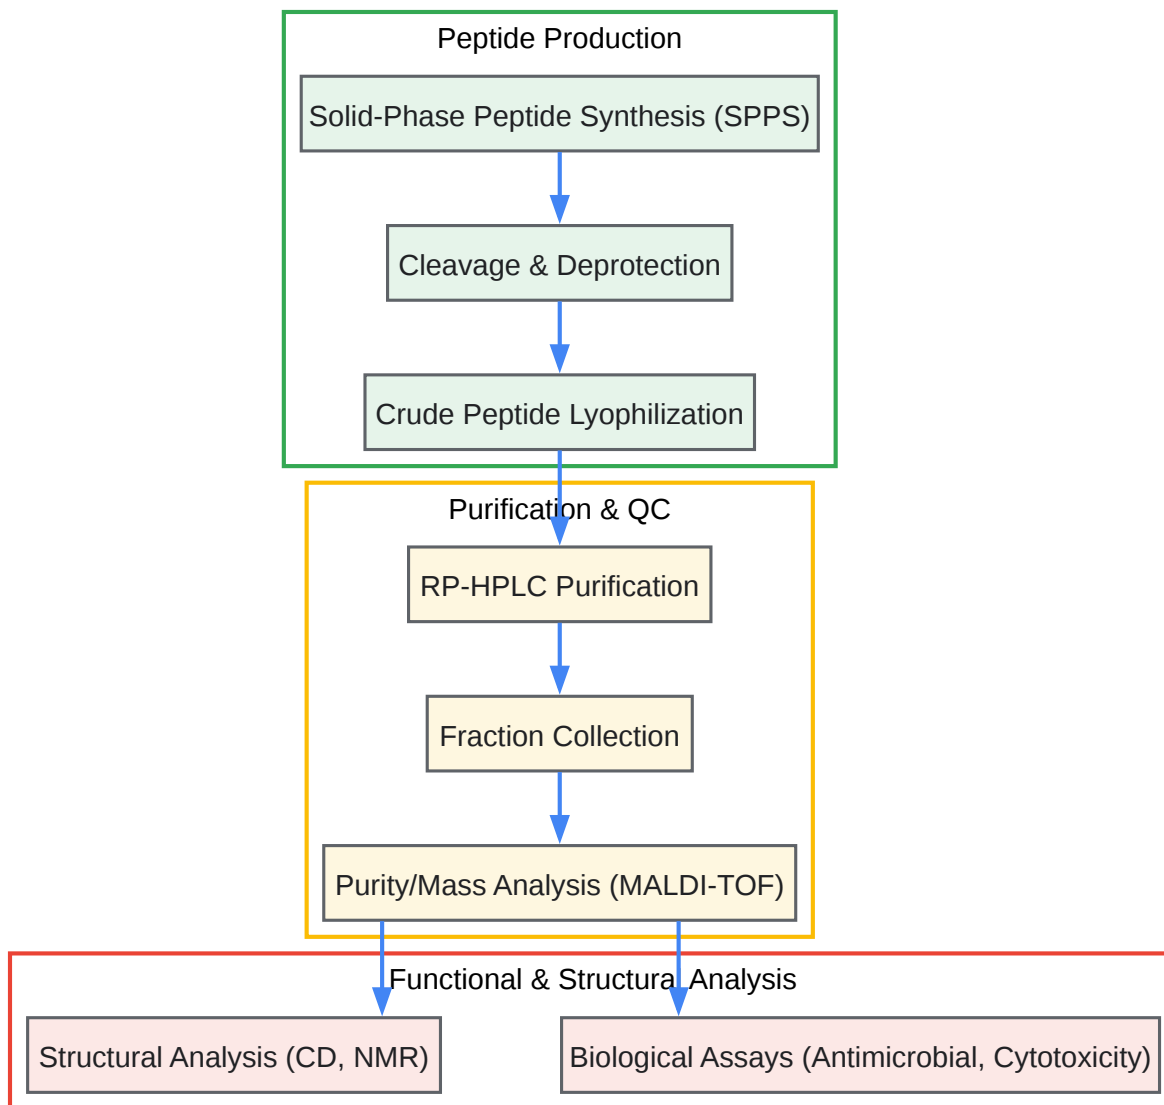 Peptide Production
Solid-Phase Peptide Synthesis (SPPS)
Cleavage & Deprotection
Crude Peptide Lyophilization
Purification & QC
RP-HPLC Purification
Fraction Collection
Purity/Mass Analysis (MALDI-TOF)
Functional & Structural Analysis
Structural Analysis (CD, NMR)
Biological Assays (Antimicrobial, Cytotoxicity)